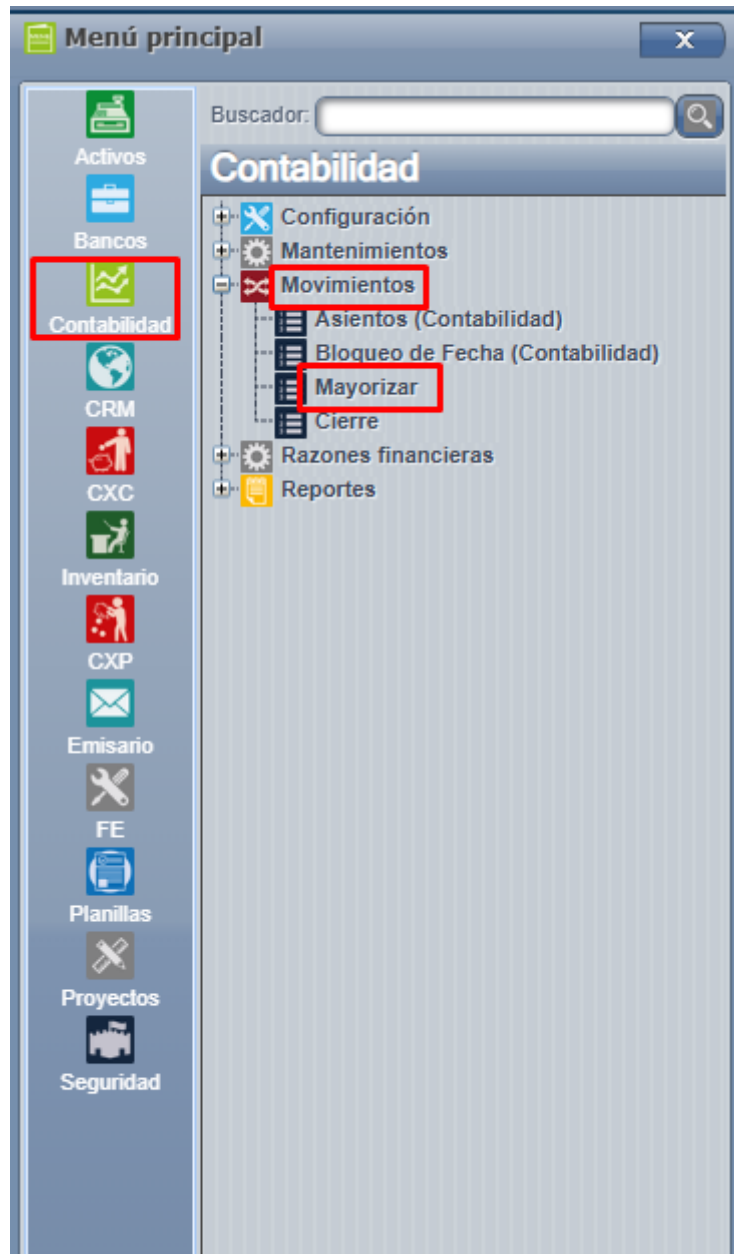 Menú principal
X
Activos
Bancos
Contabilidad
CRM
CXC
Inventario
CXP
Emisario
FE
Planillas
Proyectos
Seguridad
Buscador:
Contabilidad
Configuración
Mantenimientos
Movimientos
Asientos (Contabilidad)
Bloqueo de Fecha (Contabilidad)
Mayorizar
Cierre
Razones financieras
Reportes